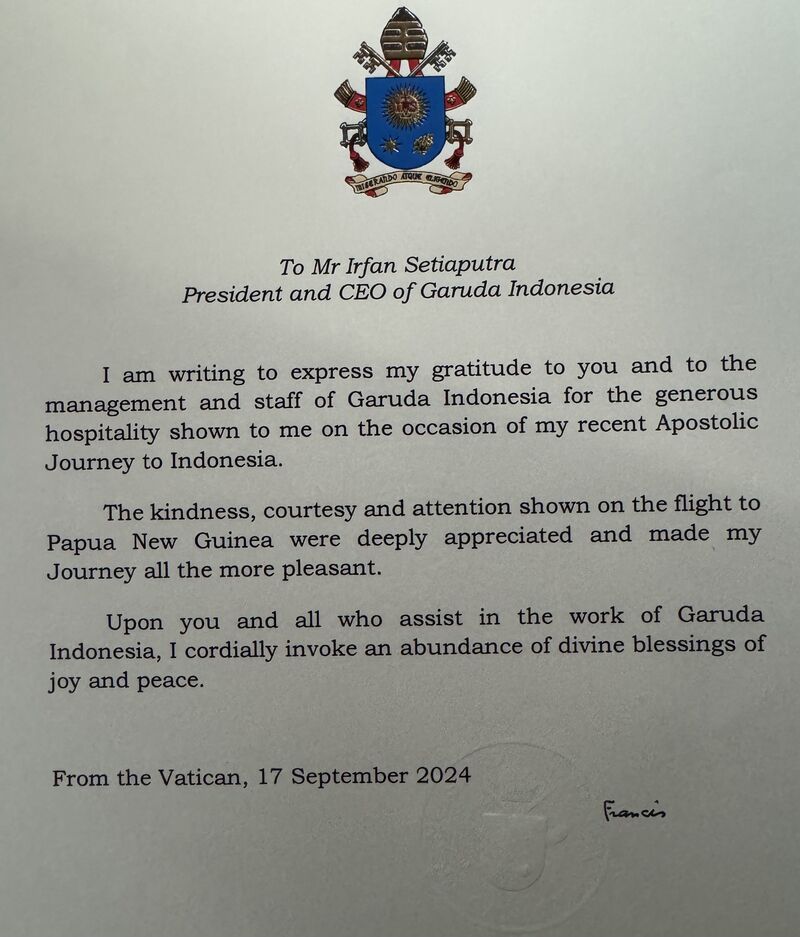 IHS
MISERANDO ATQUE ELIGENDO
To Mr Irfan Setiaputra
President and CEO of Garuda Indonesia
I am writing to express my gratitude to you and to the
management and staff of Garuda Indonesia for the generous
hospitality shown to me on the occasion of my recent Apostolic
Journey to Indonesia.
The kindness, courtesy and attention shown on the flight to
Papua New Guinea were deeply appreciated and made my
Journey all the more pleasant.
Upon you and all who assist in the work of Garuda
Indonesia, I cordially invoke an abundance of divine blessings of
joy and peace.
From the Vatican, 17 September 2024
Francis